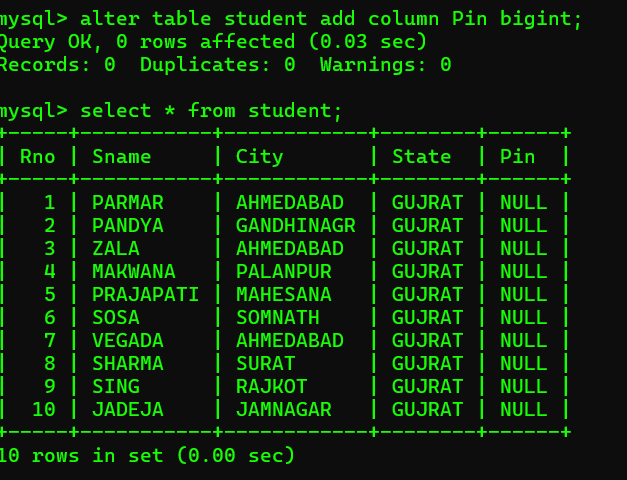 mysql> alter table student add column Pin bigint;
Query OK, 0 rows affected (0.03 sec)
Records: 0  Duplicates: 0  Warnings: 0

mysql> select * from student;
+-----+-----------+------------+--------+------+
| Rno | Sname     | City       | State  | Pin  |
+-----+-----------+------------+--------+------+
|   1 | PARMAR    | AHMEDABAD  | GUJRAT | NULL |
|   2 | PANDYA    | GANDHINAGR | GUJRAT | NULL |
|   3 | ZALA      | AHMEDABAD  | GUJRAT | NULL |
|   4 | MAKWANA   | PALANPUR   | GUJRAT | NULL |
|   5 | PRAJAPATI | MAHESANA   | GUJRAT | NULL |
|   6 | SOSA      | SOMNATH    | GUJRAT | NULL |
|   7 | VEGADA    | AHMEDABAD  | GUJRAT | NULL |
|   8 | SHARMA    | SURAT      | GUJRAT | NULL |
|   9 | SING      | RAJKOT     | GUJRAT | NULL |
|  10 | JADEJA    | JAMNAGAR   | GUJRAT | NULL |
+-----+-----------+------------+--------+------+
10 rows in set (0.00 sec)